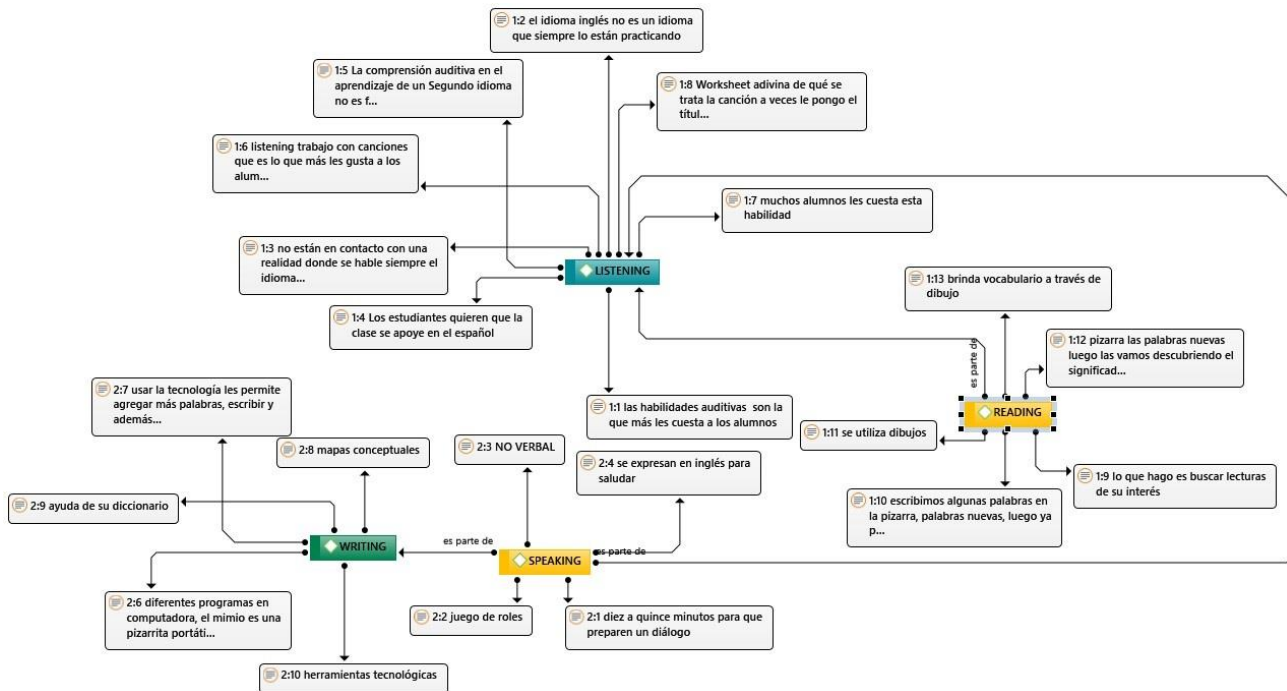 1:2 el idioma inglés no es un idioma
que siempre lo están practicando
1:5 La comprensión auditiva en el
aprendizaje de un Segundo idioma
no es f...
1:8 Worksheet adivina de qué se
trata la canción a veces le pongo el
títul...
1:6 listening trabajo con canciones
que es lo que más les gusta a los
alum...
1:7 muchos alumnos les cuesta esta
habilidad
1:3 no están en contacto con una
realidad donde se hable siempre el
idioma...
LISTENING
1:13 brinda vocabulario a través de
dibujo
1:4 Los estudiantes quieren que la
clase se apoye en el español
1:12 pizarra las palabras nuevas
luego las vamos descubriendo el
significad...
es parte de
2:7 usar la tecnología les permite
agregar más palabras, escribir y
además...
1:1 las habilidades auditivas son la
que más les cuesta a los alumnos
READING
1:11 se utiliza dibujos
2:8 mapas conceptuales
2:3 NO VERBAL
2:4 se expresan en inglés para
saludar
1:9 lo que hago es buscar lecturas
de su interés
2:9 ayuda de su diccionario
1:10 escribimos algunas palabras en
la pizarra, palabras nuevas, luego ya
p...
WRITING
es parte de
es parte de
SPEAKING
2:6 diferentes programas en
computadora, el mimio es una
pizarrita portáti...
2:2 juego de roles
2:1 diez a quince minutos para que
preparen un diálogo
2:10 herramientas tecnológicas